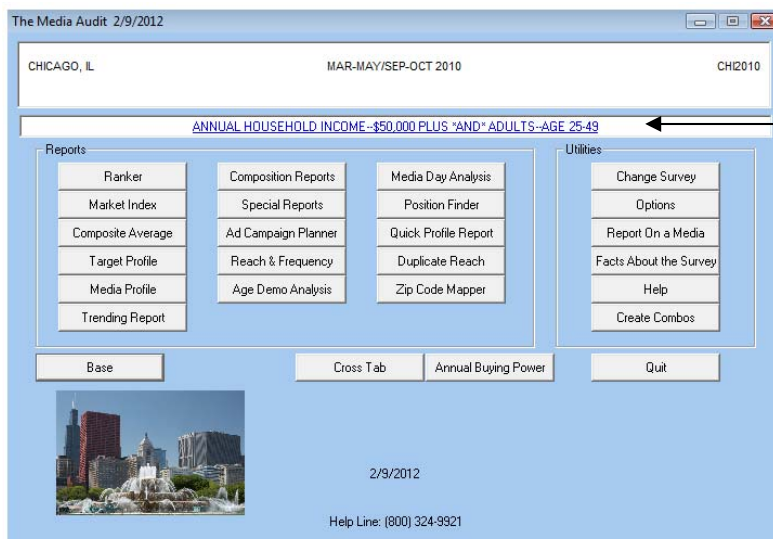 The Media Audit 2/9/2012
CHICAGO, IL MAR-MAY/SEP-OCT 2010 CHI2010
ANNUAL HOUSEHOLD INCOME--$50,000 PLUS *AND* ADULTS--AGE 25-49
Reports
Ranker
Market Index
Composite Average
Target Profile
Media Profile
Trending Report
Composition Reports
Special Reports
Ad Campaign Planner
Reach & Frequency
Age Demo Analysis
Media Day Analysis
Position Finder
Quick Profile Report
Duplicate Reach
Zip Code Mapper
Utilities
Change Survey
Options
Report On a Media
Facts About the Survey
Help
Create Combos
Base
Cross Tab
Annual Buying Power
Quit
2/9/2012
Help Line: (800) 324-9921